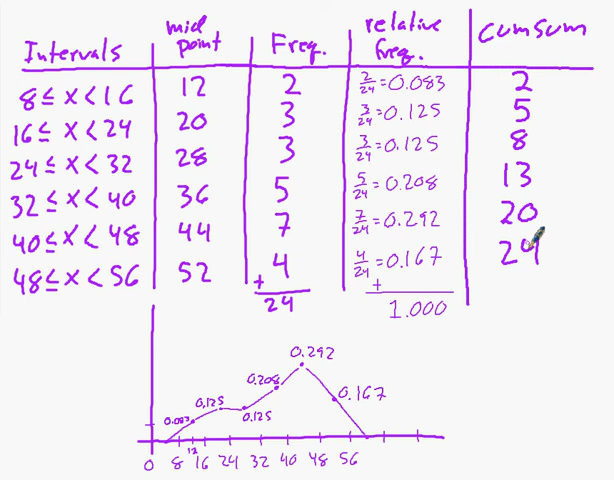 Intervals mid point Freq. relative freq. cumsum
8 ≤ x < 16 12 2 2/24 = 0.083 2
16 ≤ x < 24 20 3 3/24 = 0.125 5
24 ≤ x < 32 28 3 3/24 = 0.125 8
32 ≤ x < 40 36 5 5/24 = 0.208 13
40 ≤ x < 48 44 7 7/24 = 0.292 20
48 ≤ x < 56 52 + 4 4/24 = 0.167 24
24 + 1.000
0.292
0.208
0.125 0.167
0.083 0.125
12
0 8 16 24 32 40 48 56